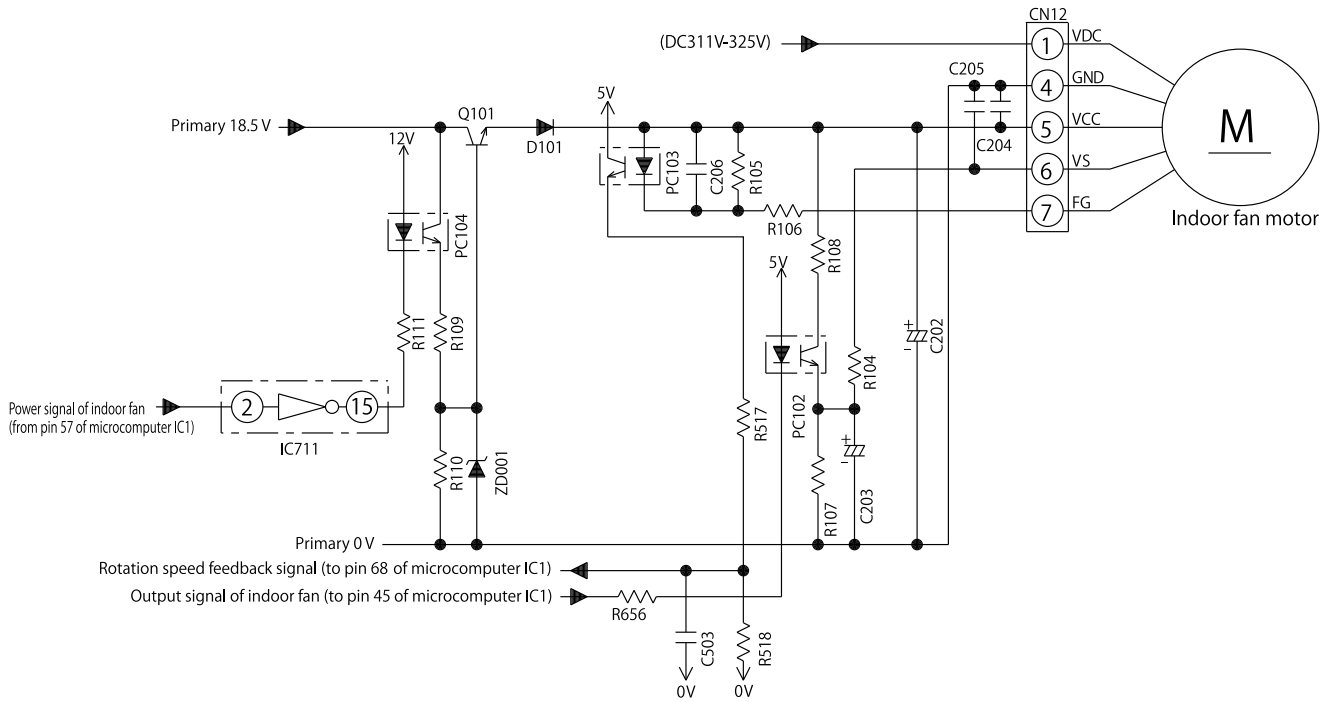 CN12
(DC311V-325V)
1
VDC
C205
4
GND
5V
Q101
Primary 18.5 V
12V
D101
5
VCC
M
C204
PC103
C206
R105
6
VS
7
FG
R106
Indoor fan motor
PC104
R108
5V
R111
R109
C202
+
-
R104
PC102
Power signal of indoor fan
(from pin 57 of microcomputer IC1)
2
15
IC711
R517
+
-
R110
ZD001
R107
C203
Primary 0 V
Rotation speed feedback signal (to pin 68 of microcomputer IC1)
Output signal of indoor fan (to pin 45 of microcomputer IC1)
R656
C503
R518
0V
0V